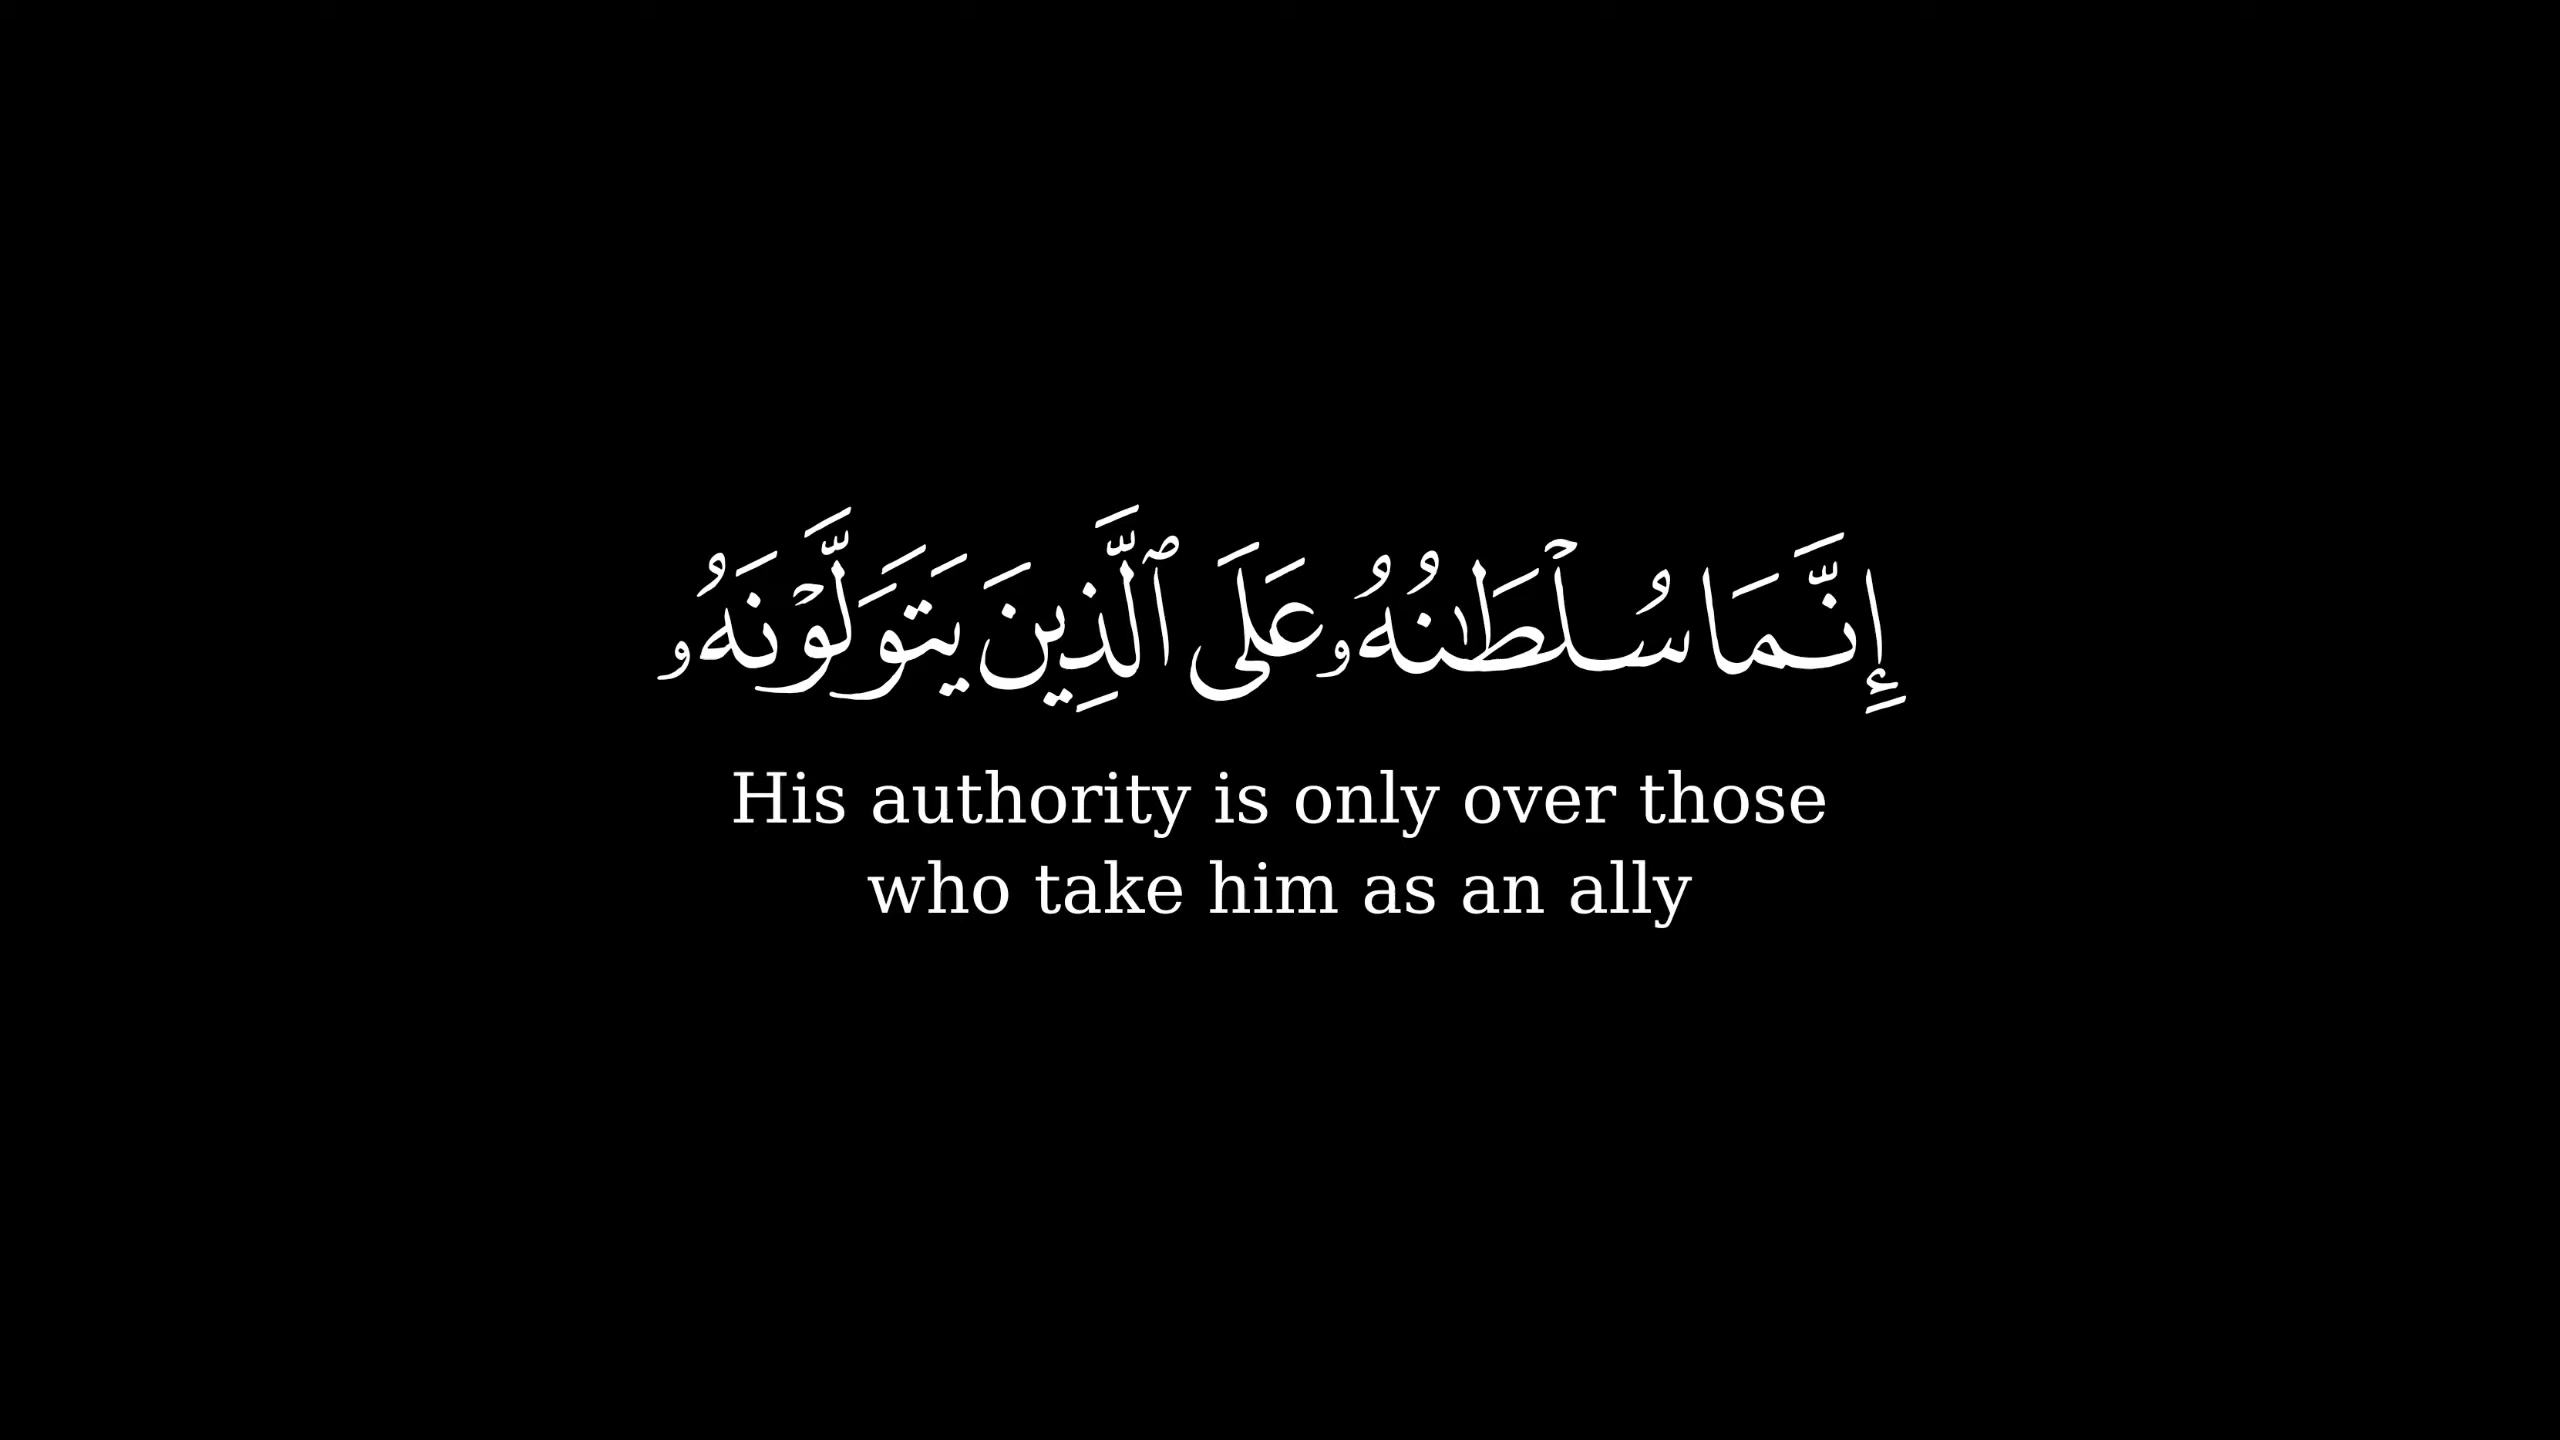 إِنَّمَا سُلْطَـٰنُهُۥ عَلَى ٱلَّذِينَ يَتَوَلَّوْنَهُۥ
His authority is only over those
who take him as an ally